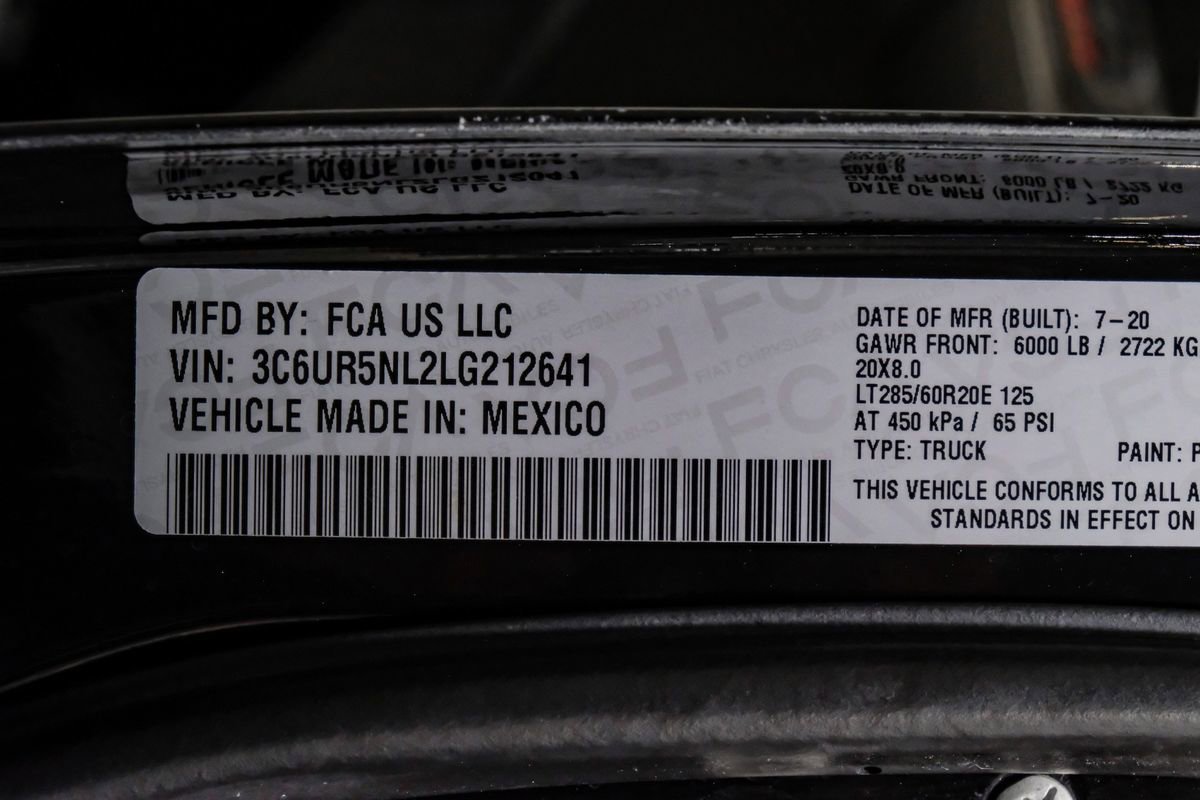 MFD BY: FCA US LLC
VIN: 3C6UR5NL2LG212641
VEHICLE MADE IN: MEXICO
DATE OF MFR (BUILT): 7-20
GAWR FRONT: 6000 LB / 2722 KG
20X8.0
LT285/60R20E 125
AT 450 kPa / 65 PSI
TYPE: TRUCK PAINT: P
THIS VEHICLE CONFORMS TO ALL A
STANDARDS IN EFFECT ON